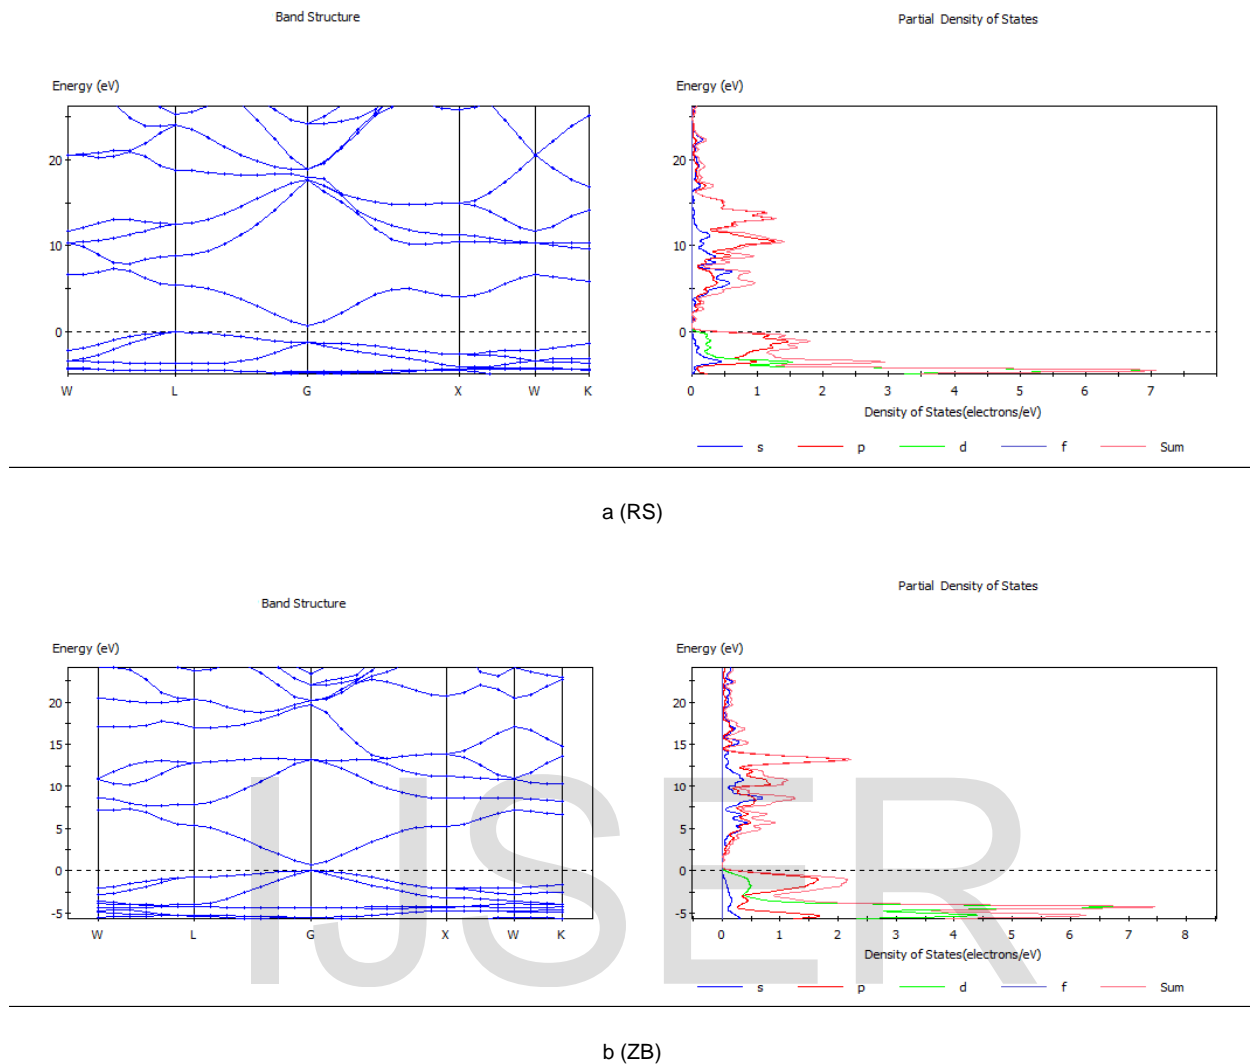 Band Structure
Partial Density of States
Energy (eV)
Energy (eV)
20
10
0
W L G X W K
20
10
0
0 1 2 3 4 5 6 7
Density of States(electrons/eV)
s p d f Sum
a (RS)
Band Structure
Partial Density of States
Energy (eV)
Energy (eV)
20
15
10
5
0
-5
W L G X W K
20
15
10
5
0
-5
0 1 2 3 4 5 6 7 8
Density of States(electrons/eV)
s p d f Sum
IJSER
b (ZB)